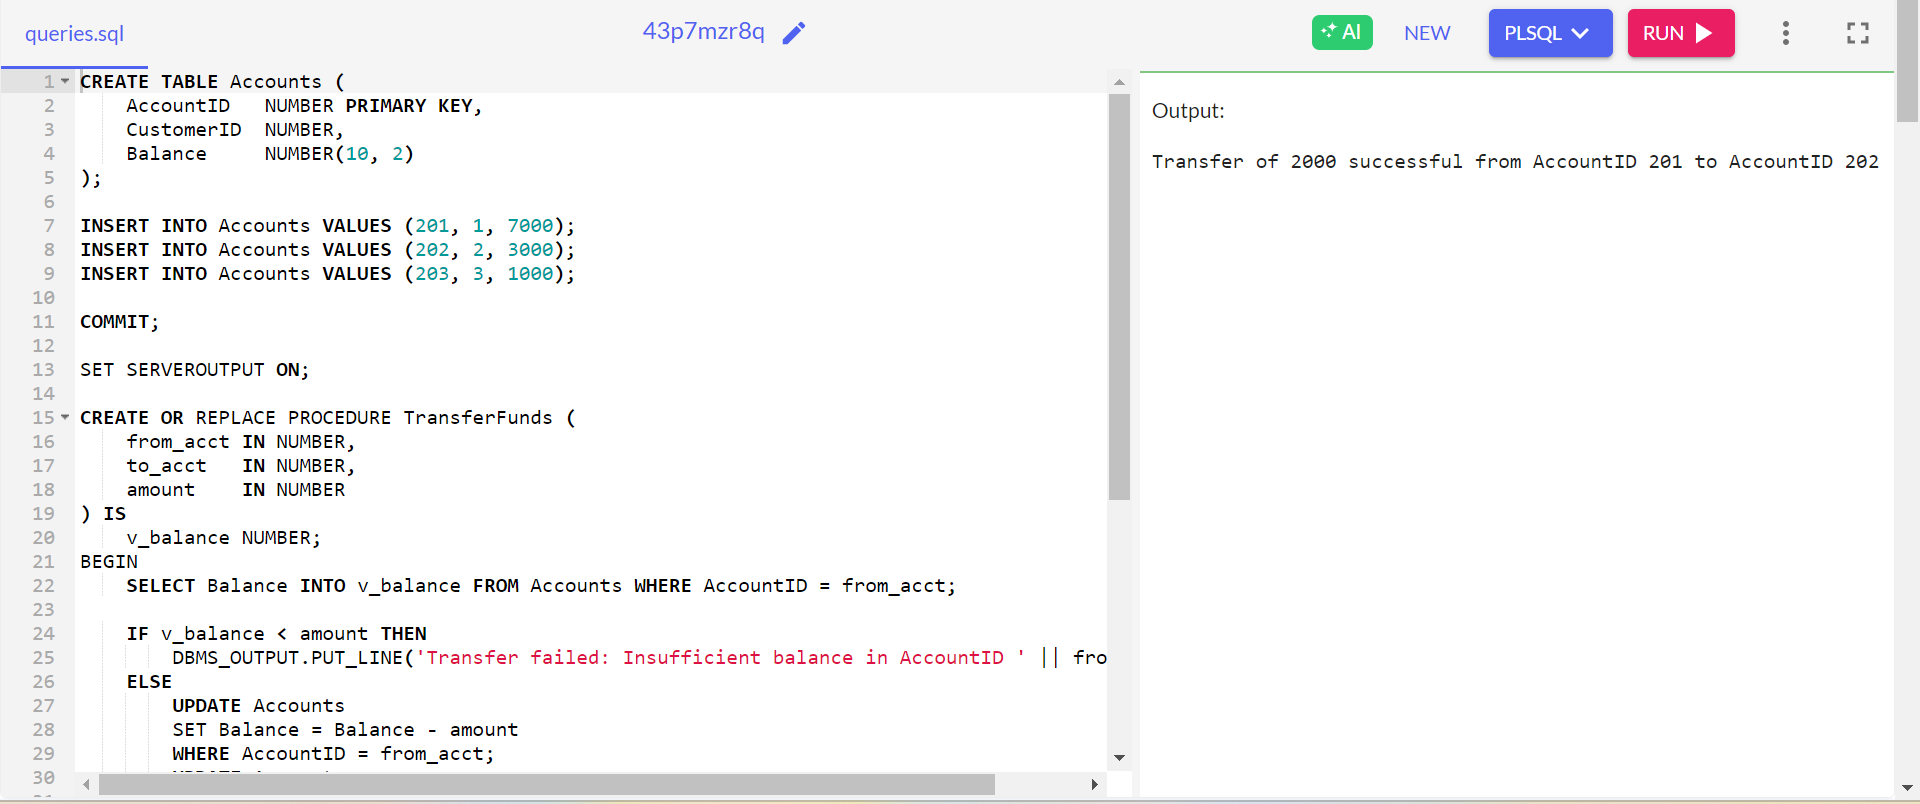 queries.sql
43p7mzr8q
AI
NEW
PLSQL
RUN
1 CREATE TABLE Accounts (
2     AccountID   NUMBER PRIMARY KEY,
3     CustomerID  NUMBER,
4     Balance     NUMBER(10, 2)
5 );
6
7 INSERT INTO Accounts VALUES (201, 1, 7000);
8 INSERT INTO Accounts VALUES (202, 2, 3000);
9 INSERT INTO Accounts VALUES (203, 3, 1000);
10
11 COMMIT;
12
13 SET SERVEROUTPUT ON;
14
15 CREATE OR REPLACE PROCEDURE TransferFunds (
16     from_acct IN NUMBER,
17     to_acct   IN NUMBER,
18     amount    IN NUMBER
19 ) IS
20     v_balance NUMBER;
21 BEGIN
22     SELECT Balance INTO v_balance FROM Accounts WHERE AccountID = from_acct;
23
24     IF v_balance < amount THEN
25         DBMS_OUTPUT.PUT_LINE('Transfer failed: Insufficient balance in AccountID ' || fro
26     ELSE
27         UPDATE Accounts
28         SET Balance = Balance - amount
29         WHERE AccountID = from_acct;
30
Output:
Transfer of 2000 successful from AccountID 201 to AccountID 202